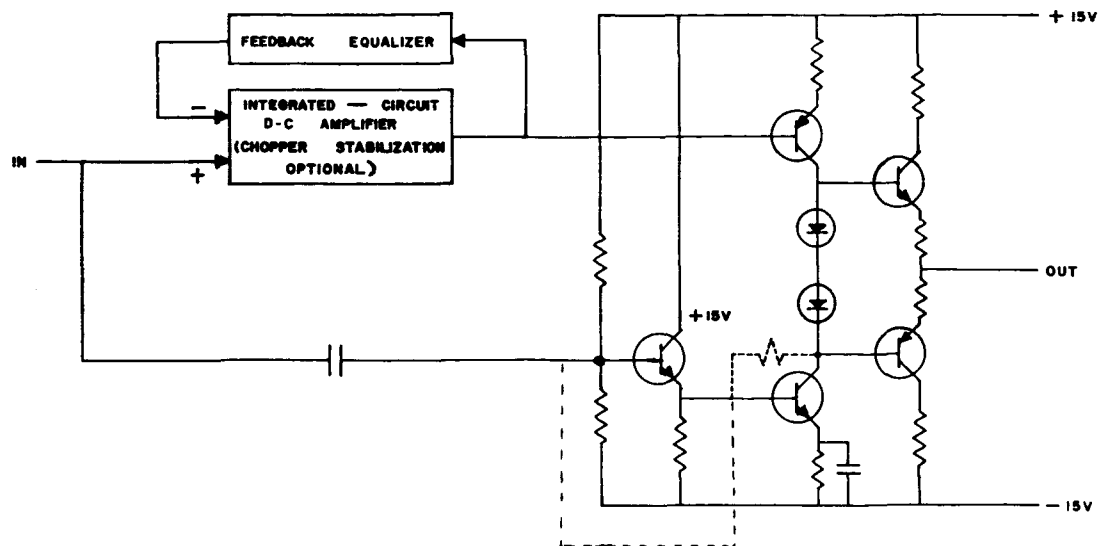 FEEDBACK EQUALIZER
+ 15V
−
INTEGRATED — CIRCUIT
D-C AMPLIFIER
(CHOPPER STABILIZATION
OPTIONAL)
IN
+
OUT
+15V
− 15V